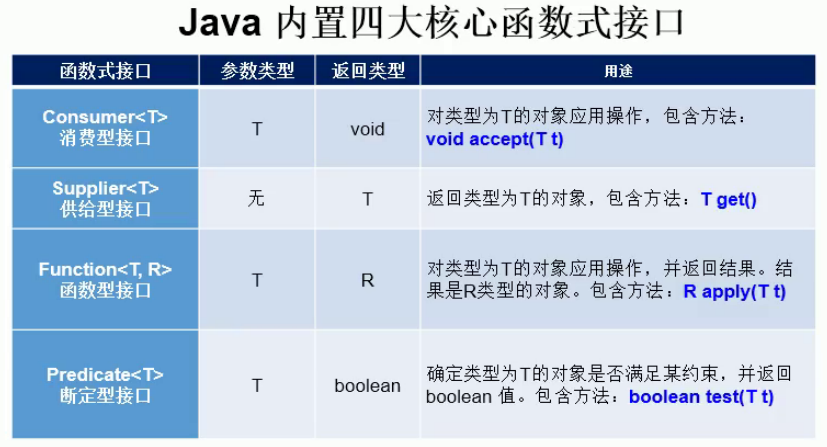 Java 内置四大核心函数式接口
函数式接口 参数类型 返回类型 用途
Consumer<T>
消费型接口
T
void
对类型为T的对象应用操作，包含方法：
void accept(T t)
Supplier<T>
供给型接口
无
T
返回类型为T的对象，包含方法：T get()
Function<T, R>
函数型接口
T
R
对类型为T的对象应用操作，并返回结果。结
果是R类型的对象。包含方法：R apply(T t)
Predicate<T>
断定型接口
T
boolean
确定类型为T的对象是否满足某约束，并返回
boolean 值。包含方法：boolean test(T t)